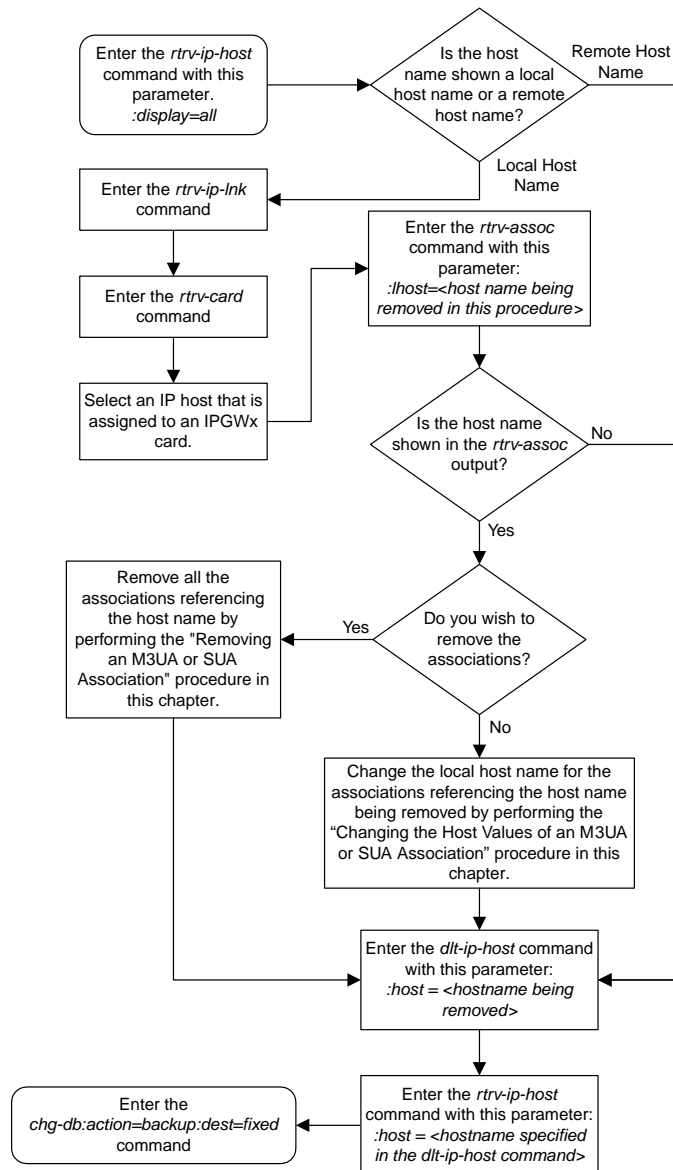 Enter the rtrv-ip-host
command with this
parameter.
:display=all
Is the host
name shown a local
host name or a remote
host name?
Remote Host
Name
Local Host
Name
Enter the rtrv-ip-lnk
command
Enter the rtrv-card
command
Select an IP host that is
assigned to an IPGWx
card.
Enter the rtrv-assoc
command with this
parameter:
:lhost=<host name being
removed in this procedure>
Is the host name
shown in the rtrv-assoc
output?
No
Yes
Do you wish to
remove the
associations?
Yes
No
Remove all the
associations referencing
the host name by
performing the "Removing
an M3UA or SUA
Association" procedure in
this chapter.
Change the local host name for the
associations referencing the host name
being removed by performing the
“Changing the Host Values of an M3UA
or SUA Association” procedure in this
chapter.
Enter the dlt-ip-host command
with this parameter:
:host = <hostname being
removed>
Enter the rtrv-ip-host
command with this parameter:
:host = <hostname specified
in the dlt-ip-host command>
Enter the
chg-db:action=backup:dest=fixed
command